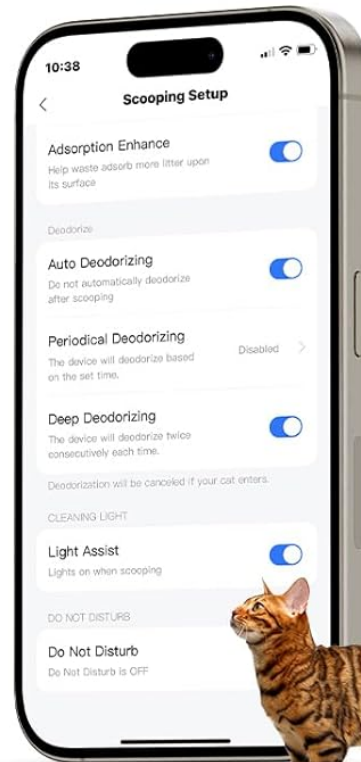 10:38
Scooping Setup
Adsorption Enhance
Help waste adsorb more litter upon
its surface
Deodorize
Auto Deodorizing
Do not automatically deodorize
after scooping
Periodical Deodorizing
The device will deodorize based
on the set time.
Disabled
Deep Deodorizing
The device will deodorize twice
consecutively each time.
Deodorization will be canceled if your cat enters.
CLEANING LIGHT
Light Assist
Lights on when scooping
DO NOT DISTURB
Do Not Disturb
Do Not Disturb is OFF